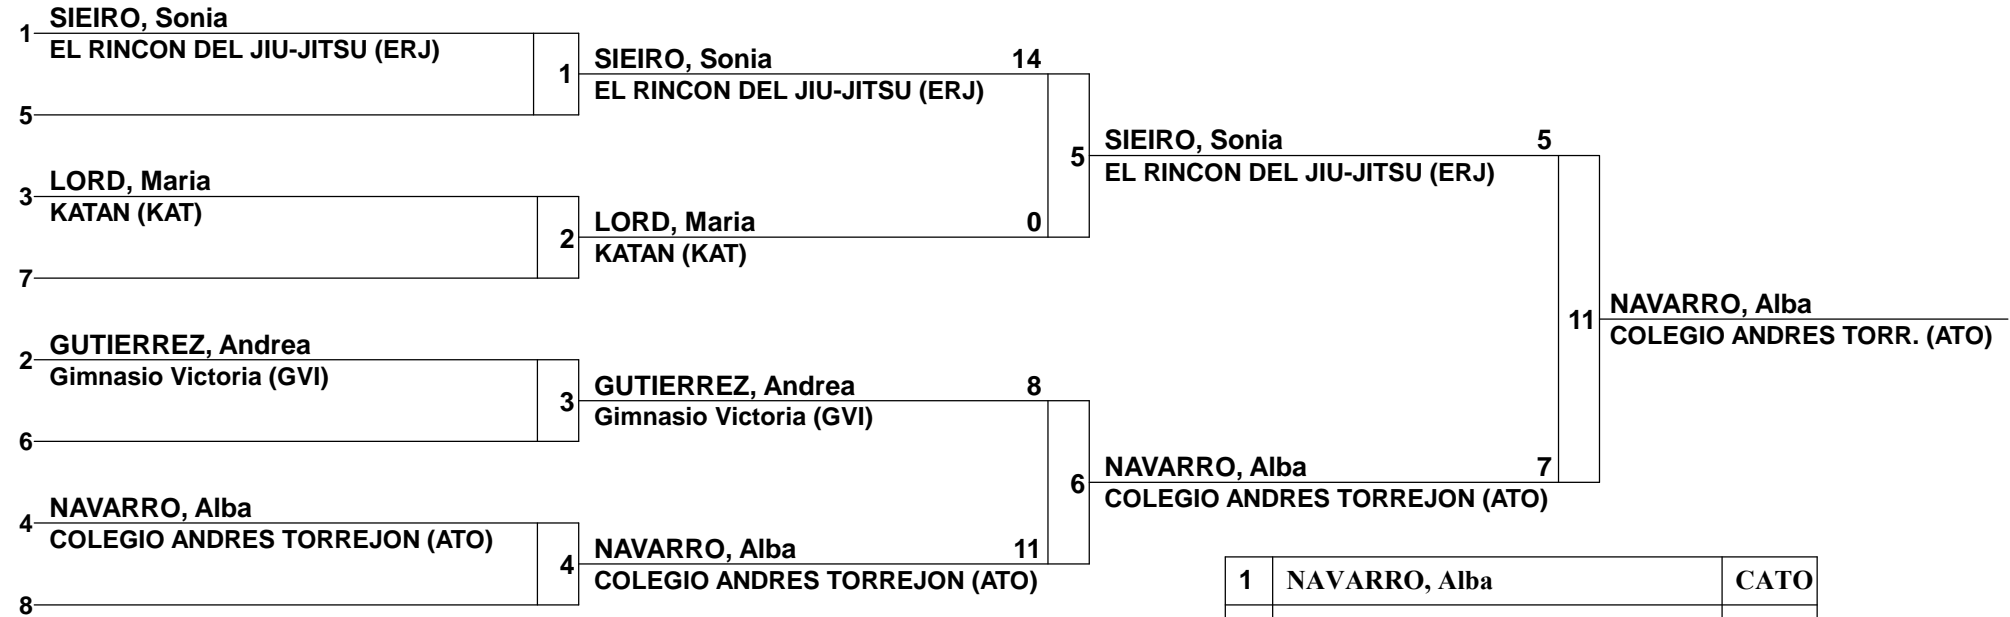 SIEIRO, Sonia
1
EL RINCON DEL JIU-JITSU (ERJ)
1
SIEIRO, Sonia 14
EL RINCON DEL JIU-JITSU (ERJ)
5
SIEIRO, Sonia 5
5
EL RINCON DEL JIU-JITSU (ERJ)
LORD, Maria
3
KATAN (KAT)
2
LORD, Maria 0
KATAN (KAT)
7
NAVARRO, Alba
11
COLEGIO ANDRES TORR. (ATO)
GUTIERREZ, Andrea
2
Gimnasio Victoria (GVI)
3
GUTIERREZ, Andrea 8
Gimnasio Victoria (GVI)
6
NAVARRO, Alba 7
6
COLEGIO ANDRES TORREJON (ATO)
NAVARRO, Alba
4
COLEGIO ANDRES TORREJON (ATO)
4
NAVARRO, Alba 11
COLEGIO ANDRES TORREJON (ATO)
8
1 NAVARRO, Alba CATO